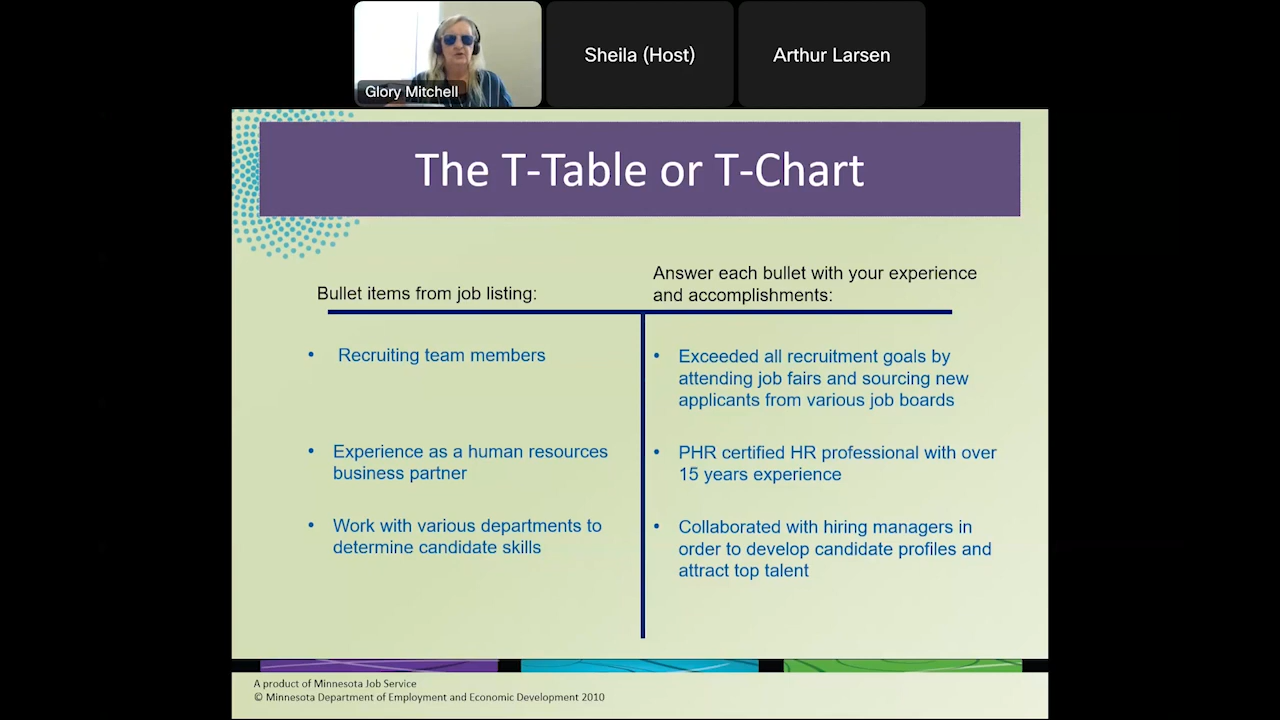 Glory Mitchell
Sheila (Host)
Arthur Larsen
The T-Table or T-Chart
Bullet items from job listing:
Answer each bullet with your experience
and accomplishments:
• Recruiting team members
• Exceeded all recruitment goals by
attending job fairs and sourcing new
applicants from various job boards
• Experience as a human resources
business partner
• PHR certified HR professional with over
15 years experience
• Work with various departments to
determine candidate skills
• Collaborated with hiring managers in
order to develop candidate profiles and
attract top talent
A product of Minnesota Job Service
© Minnesota Department of Employment and Economic Development 2010